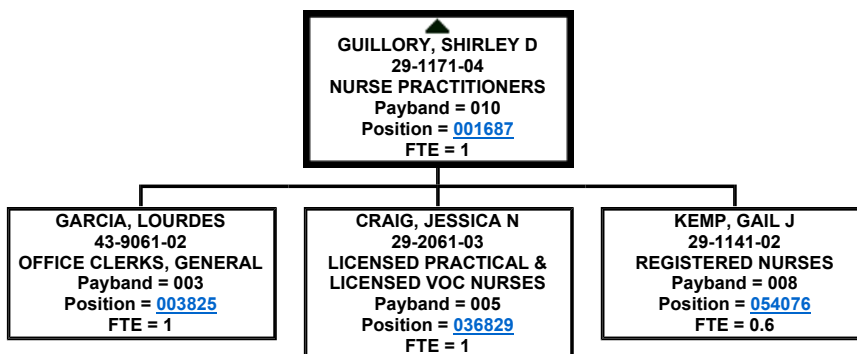 GUILLORY, SHIRLEY D
29-1171-04
NURSE PRACTITIONERS
Payband = 010
Position = 001687
FTE = 1
GARCIA, LOURDES
43-9061-02
OFFICE CLERKS, GENERAL
Payband = 003
Position = 003825
FTE = 1
CRAIG, JESSICA N
29-2061-03
LICENSED PRACTICAL &
LICENSED VOC NURSES
Payband = 005
Position = 036829
FTE = 1
KEMP, GAIL J
29-1141-02
REGISTERED NURSES
Payband = 008
Position = 054076
FTE = 0.6